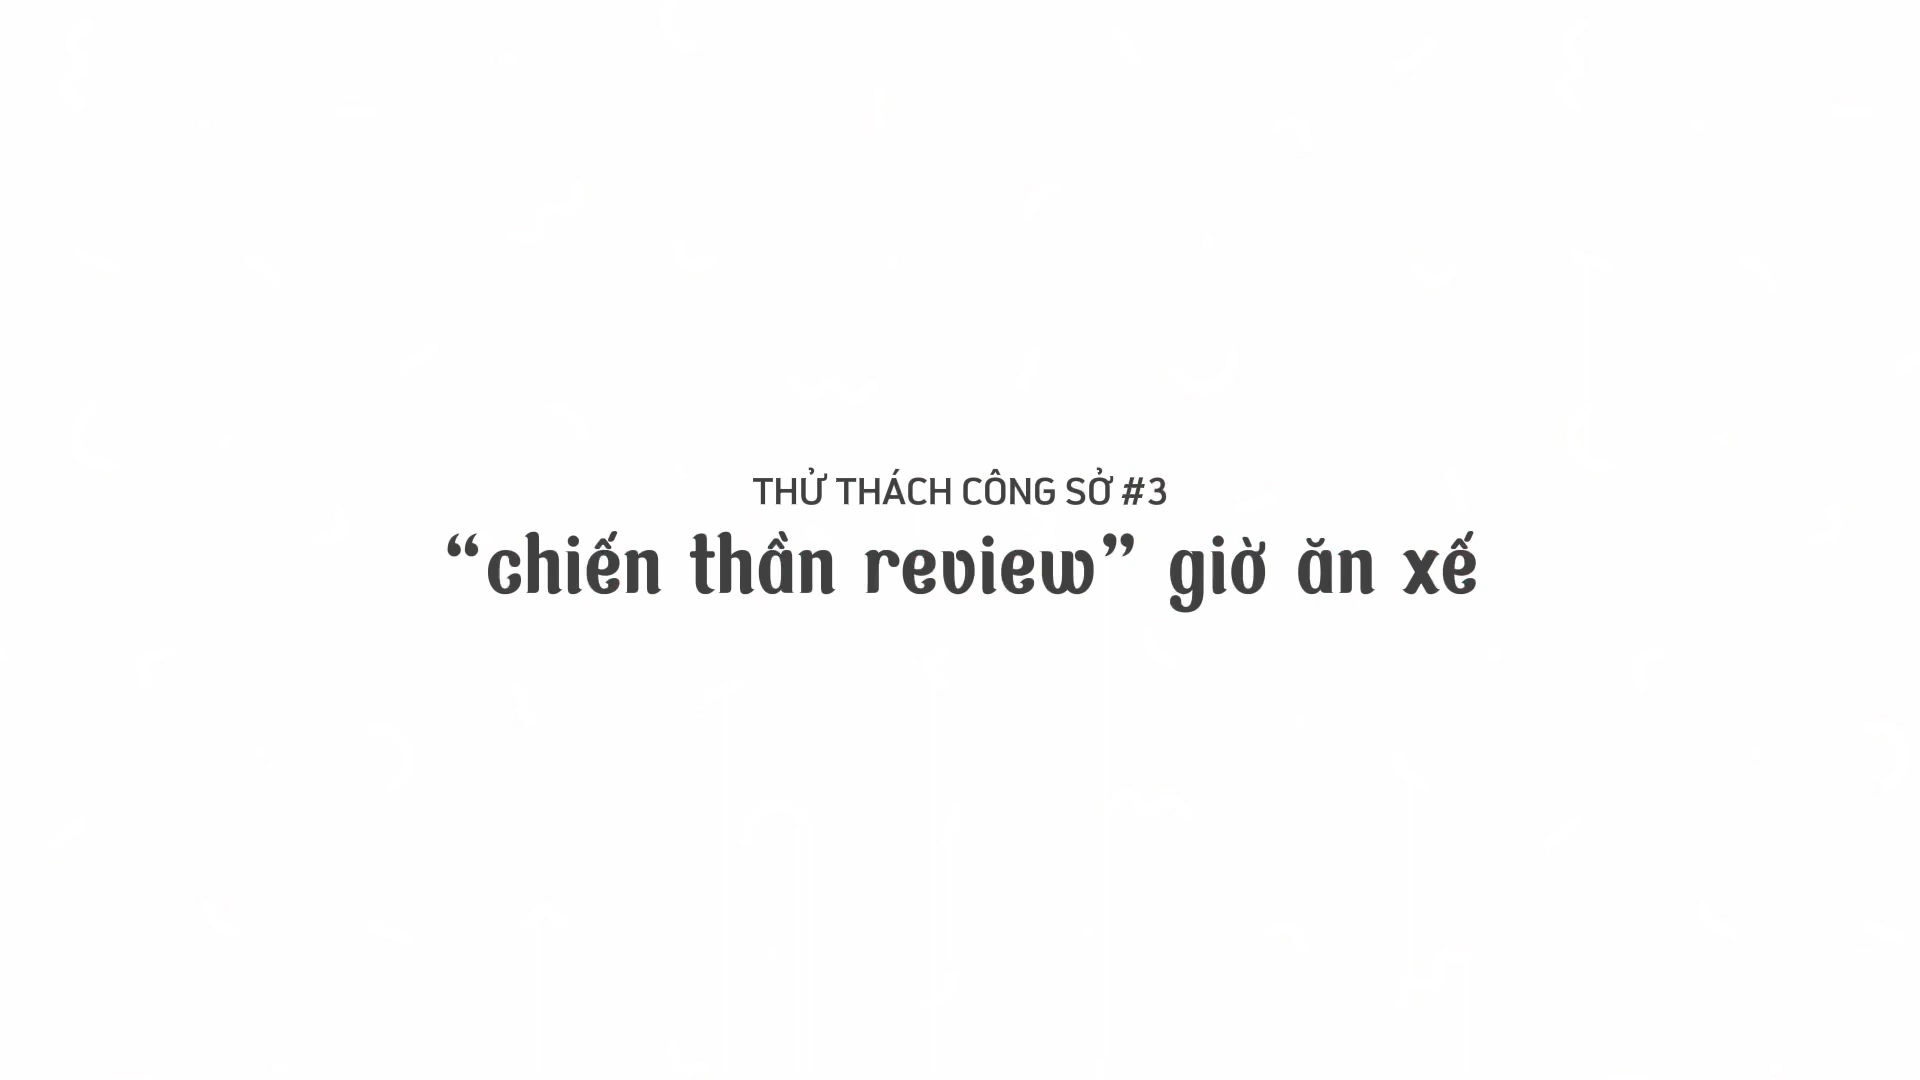 THỬ THÁCH CÔNG SỞ #3
“chiến thần review” giờ ăn xế